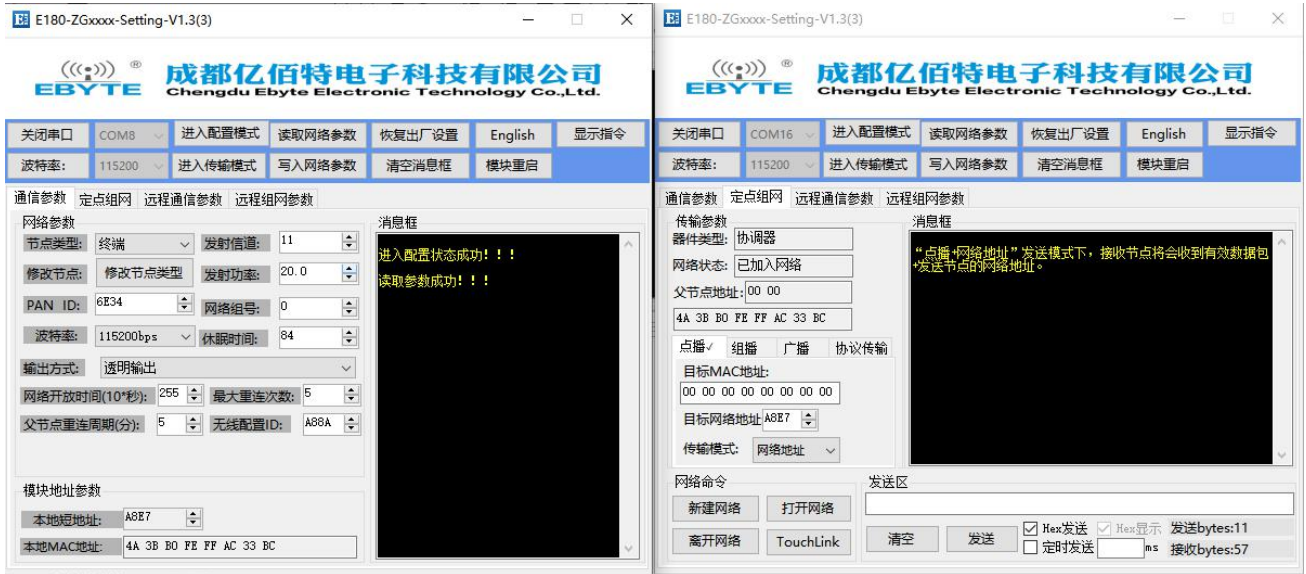 E180-ZGxxxx-Setting-V1.3(3)
EBYTE ®
成都亿佰特电子科技有限公司
Chengdu Ebyte Electronic Technology Co.,Ltd.
关闭串口 COM8 进入配置模式 读取网络参数 恢复出厂设置 English 显示指令
波特率: 115200 进入传输模式 写入网络参数 清空消息框 模块重启
通信参数 定点组网 远程通信参数 远程组网参数
网络参数
节点类型: 终端 发射信道: 11
修改节点: 修改节点类型 发射功率: 20.0
PAN ID: 6E34 网络组号: 0
波特率: 115200bps 休眠时间: 84
输出方式: 透明输出
网络开放时间(10*秒): 255 最大重连次数: 5
父节点重连周期(分): 5 无线配置ID: A88A
模块地址参数
本地短地址: A8E7
本地MAC地址: 4A 3B B0 FE FF AC 33 BC
消息框
进入配置状态成功!!!
读取参数成功!!!
E180-ZGxxxx-Setting-V1.3(3)
EBYTE ®
成都亿佰特电子科技有限公司
Chengdu Ebyte Electronic Technology Co.,Ltd.
关闭串口 COM16 进入配置模式 读取网络参数 恢复出厂设置 English 显示指令
波特率: 115200 进入传输模式 写入网络参数 清空消息框 模块重启
通信参数 定点组网 远程通信参数 远程组网参数
传输参数
器件类型: 协调器
网络状态: 已加入网络
父节点地址: 00 00
4A 3B B0 FE FF AC 33 BC
点播✓ 组播 广播 协议传输
目标MAC地址:
00 00 00 00 00 00 00 00
目标网络地址 A8E7
传输模式: 网络地址
消息框
“点播+网络地址”发送模式下，接收节点将会收到有效数据包
+发送节点的网络地址。
网络命令
新建网络 打开网络
离开网络 TouchLink
发送区
清空 发送 Hex发送 Hex显示 发送bytes:11
定时发送 ms 接收bytes:57